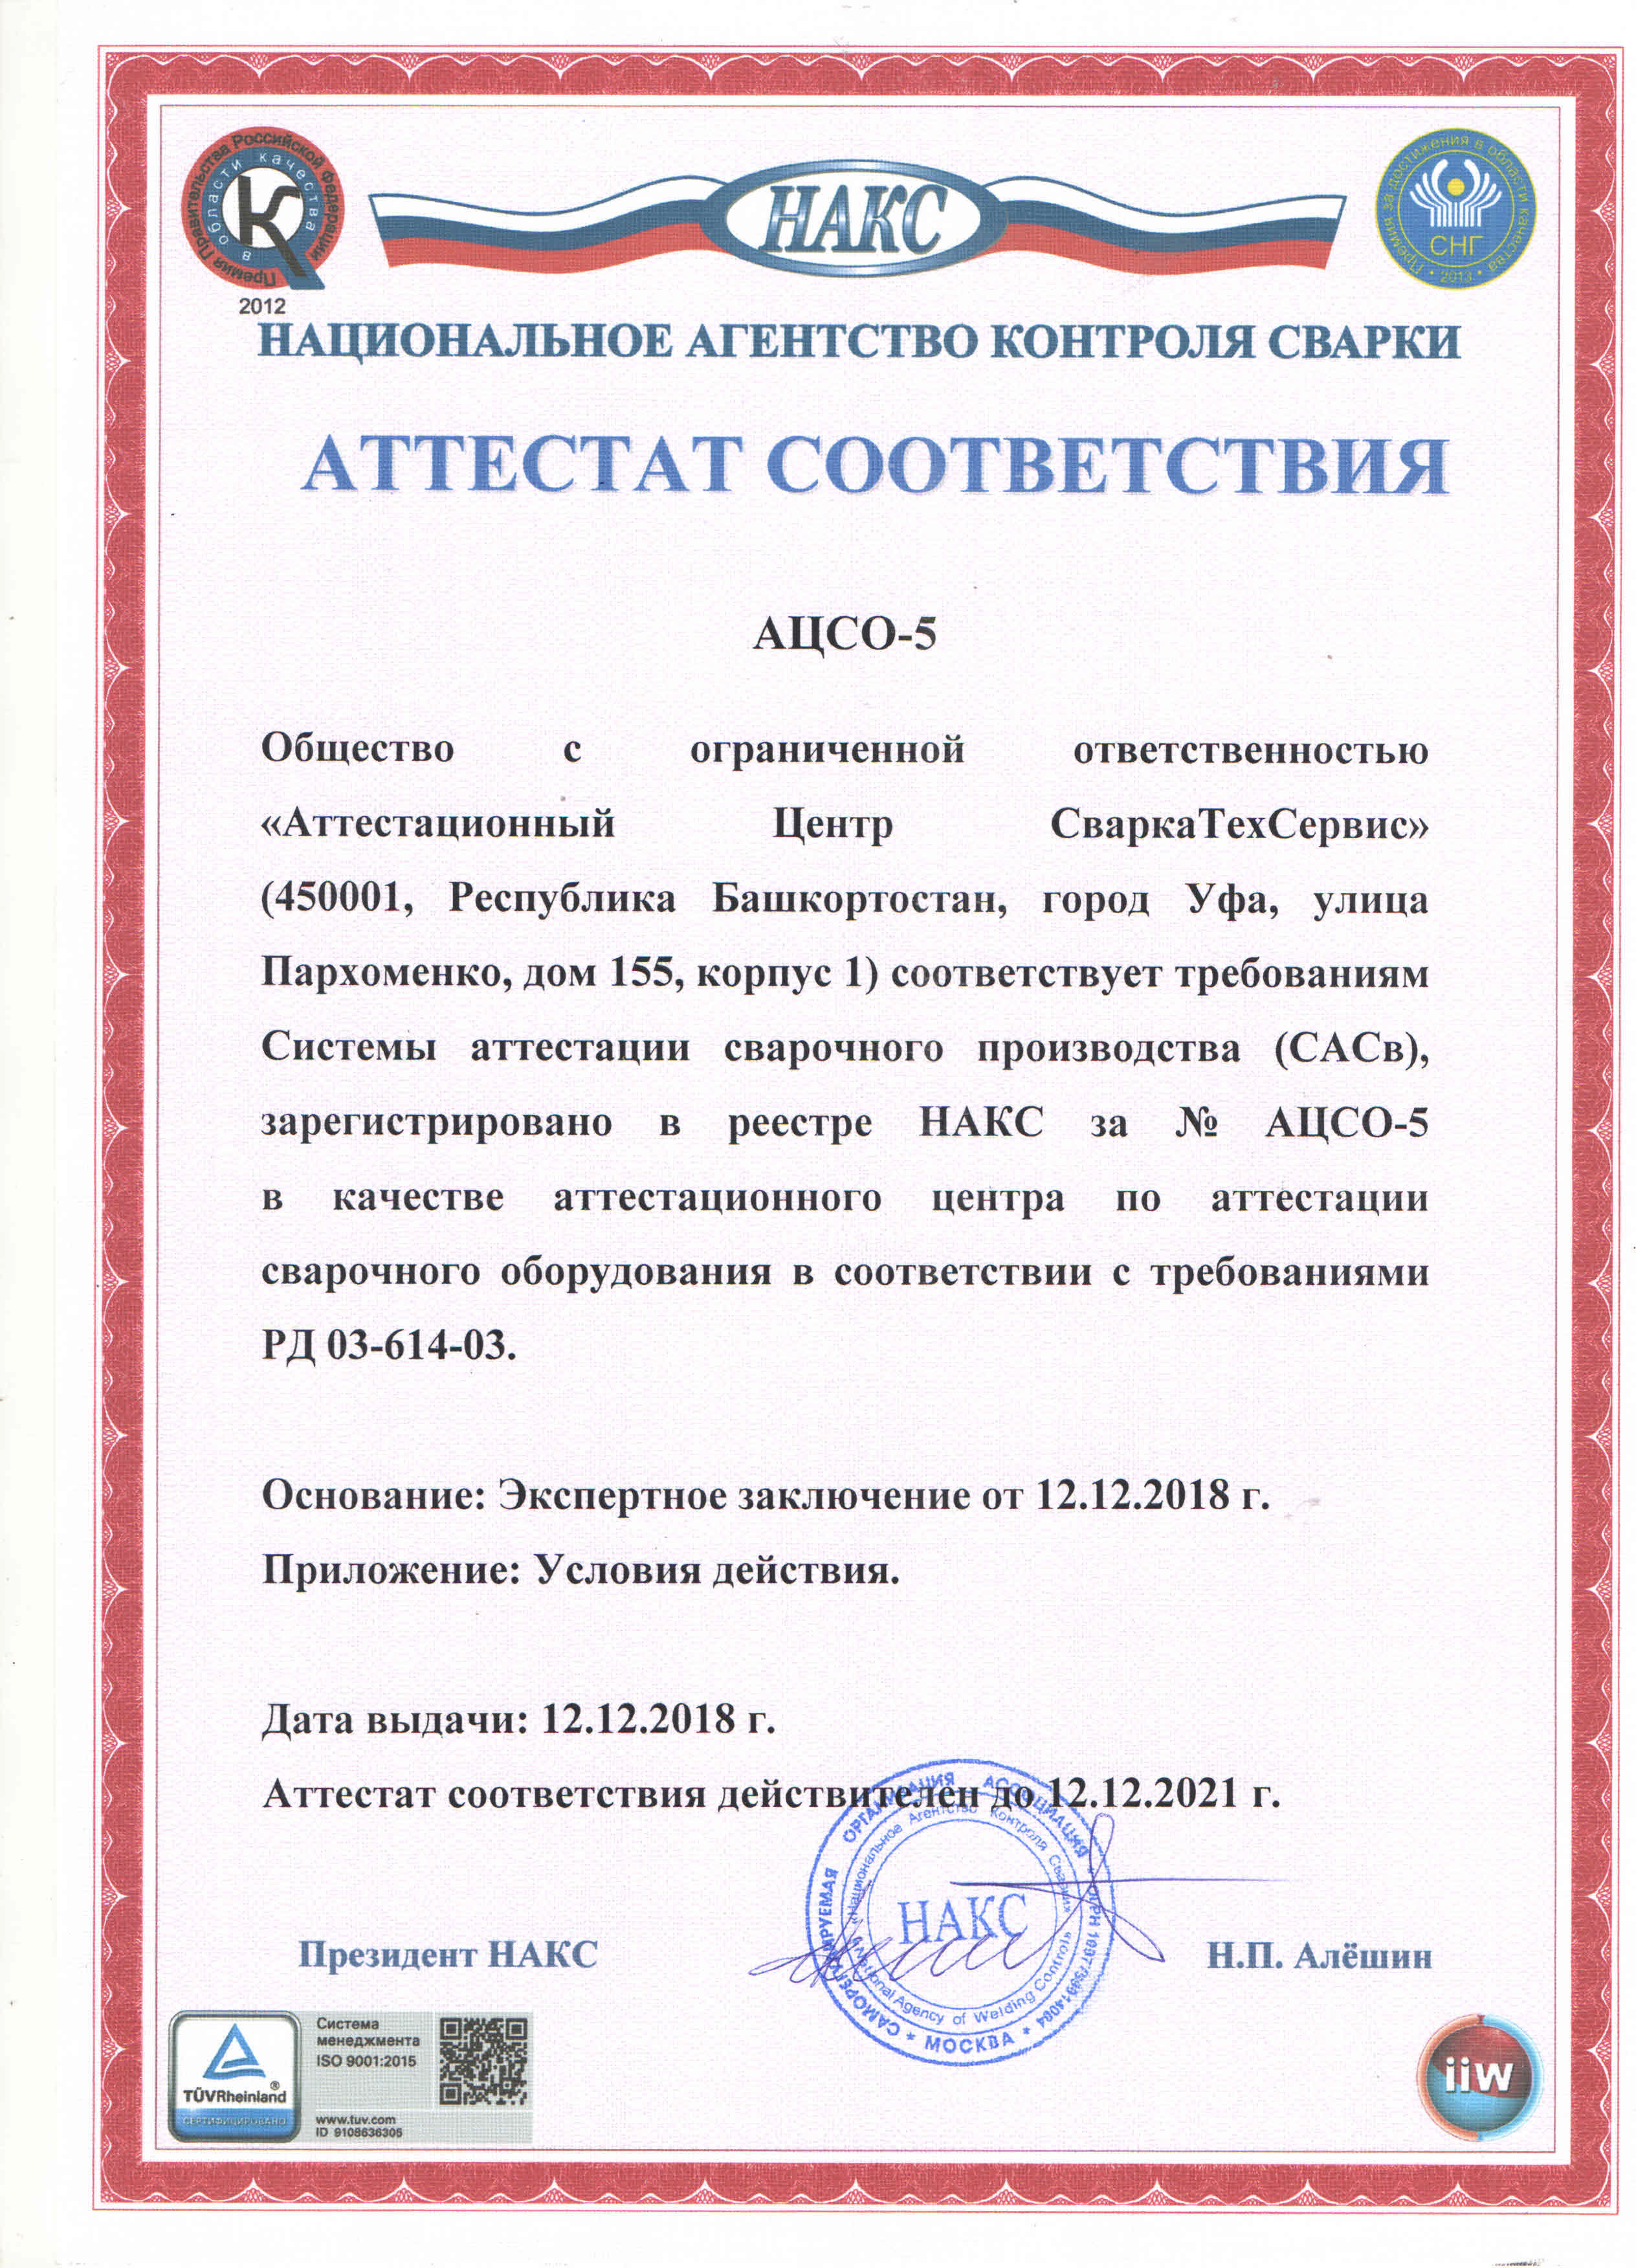 Премия Правительства Российской Федерации
в области качества
2012
НАКС
Премия за достижения в области качества
СНГ
• 2013 •
НАЦИОНАЛЬНОЕ АГЕНТСТВО КОНТРОЛЯ СВАРКИ
АТТЕСТАТ СООТВЕТСТВИЯ
АЦСО-5
Общество с ограниченной ответственностью
«Аттестационный Центр СваркаТехСервис»
(450001, Республика Башкортостан, город Уфа, улица
Пархоменко, дом 155, корпус 1) соответствует требованиям
Системы аттестации сварочного производства (САСв),
зарегистрировано в реестре НАКС за № АЦСО-5
в качестве аттестационного центра по аттестации
сварочного оборудования в соответствии с требованиями
РД 03-614-03.
Основание: Экспертное заключение от 12.12.2018 г.
Приложение: Условия действия.
Дата выдачи: 12.12.2018 г.
Аттестат соответствия действителен до 12.12.2021 г.
САМОРЕГУЛИРУЕМАЯ ОРГАНИЗАЦИЯ АССОЦИАЦИЯ
«Национальное Агентство Контроля Сварки»
НАКС
National Agency of Welding Control
* МОСКВА *
Президент НАКС
Н.П. Алёшин
TÜVRheinland®
СЕРТИФИЦИРОВАНО
Система
менеджмента
ISO 9001:2015
www.tuv.com
ID 9108636305
iiw